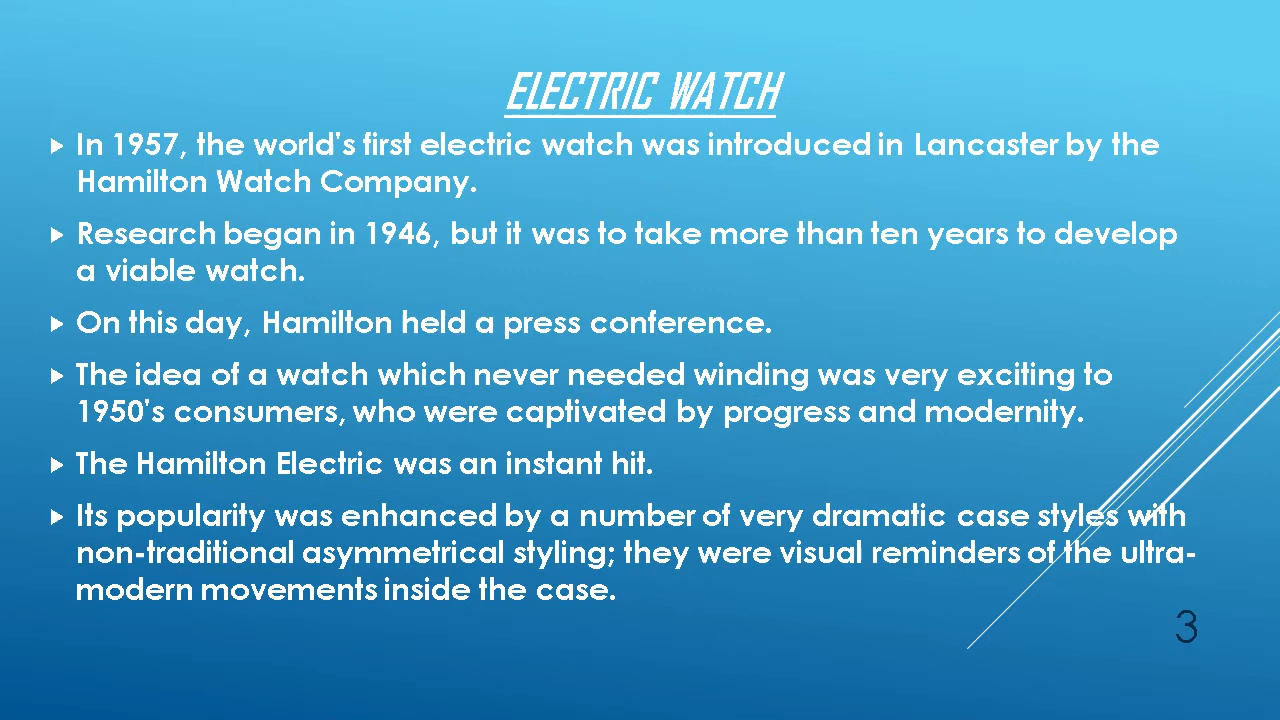 ELECTRIC WATCH
In 1957, the world's first electric watch was introduced in Lancaster by the
Hamilton Watch Company.
Research began in 1946, but it was to take more than ten years to develop
a viable watch.
On this day, Hamilton held a press conference.
The idea of a watch which never needed winding was very exciting to
1950's consumers, who were captivated by progress and modernity.
The Hamilton Electric was an instant hit.
Its popularity was enhanced by a number of very dramatic case styles with
non-traditional asymmetrical styling; they were visual reminders of the ultra-
modern movements inside the case.
3